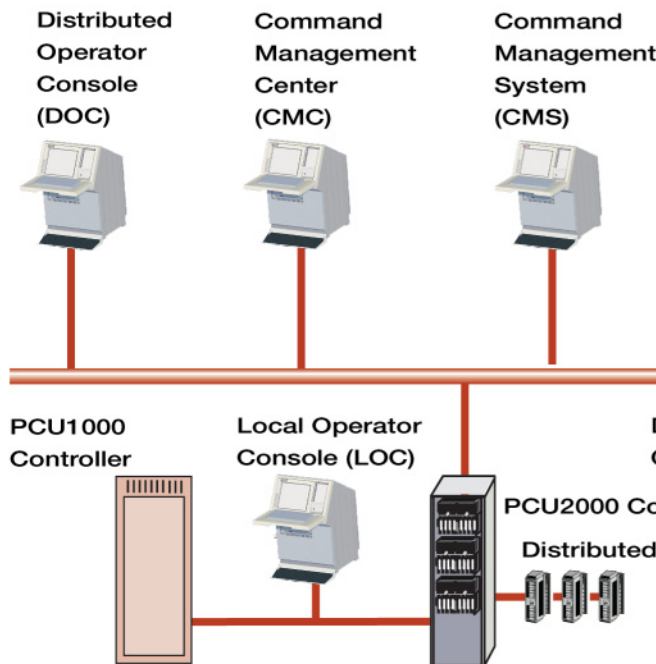 Distributed
Operator
Console
(DOC)
Command
Management
Center
(CMC)
Command
Management
System
(CMS)
PCU1000
Controller
Local Operator
Console (LOC)
PCU2000 Co
Distributed